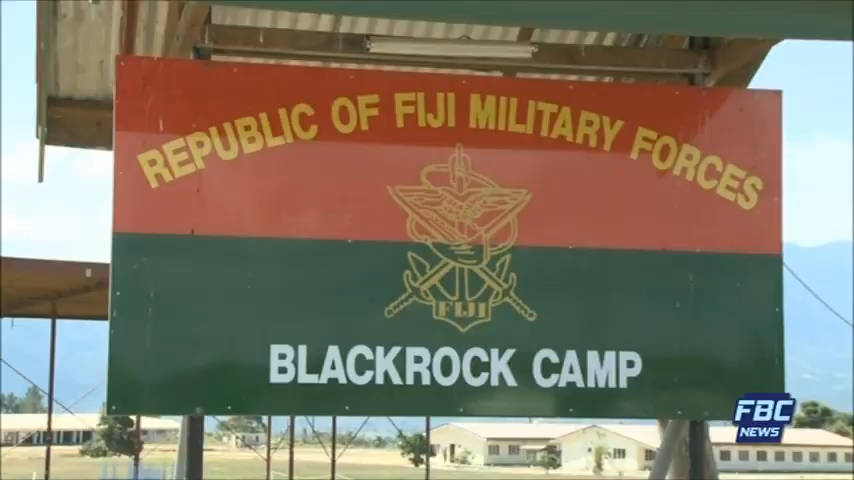 REPUBLIC OF FIJI MILITARY FORCES
FIJI
BLACKROCK CAMP
FBC
NEWS